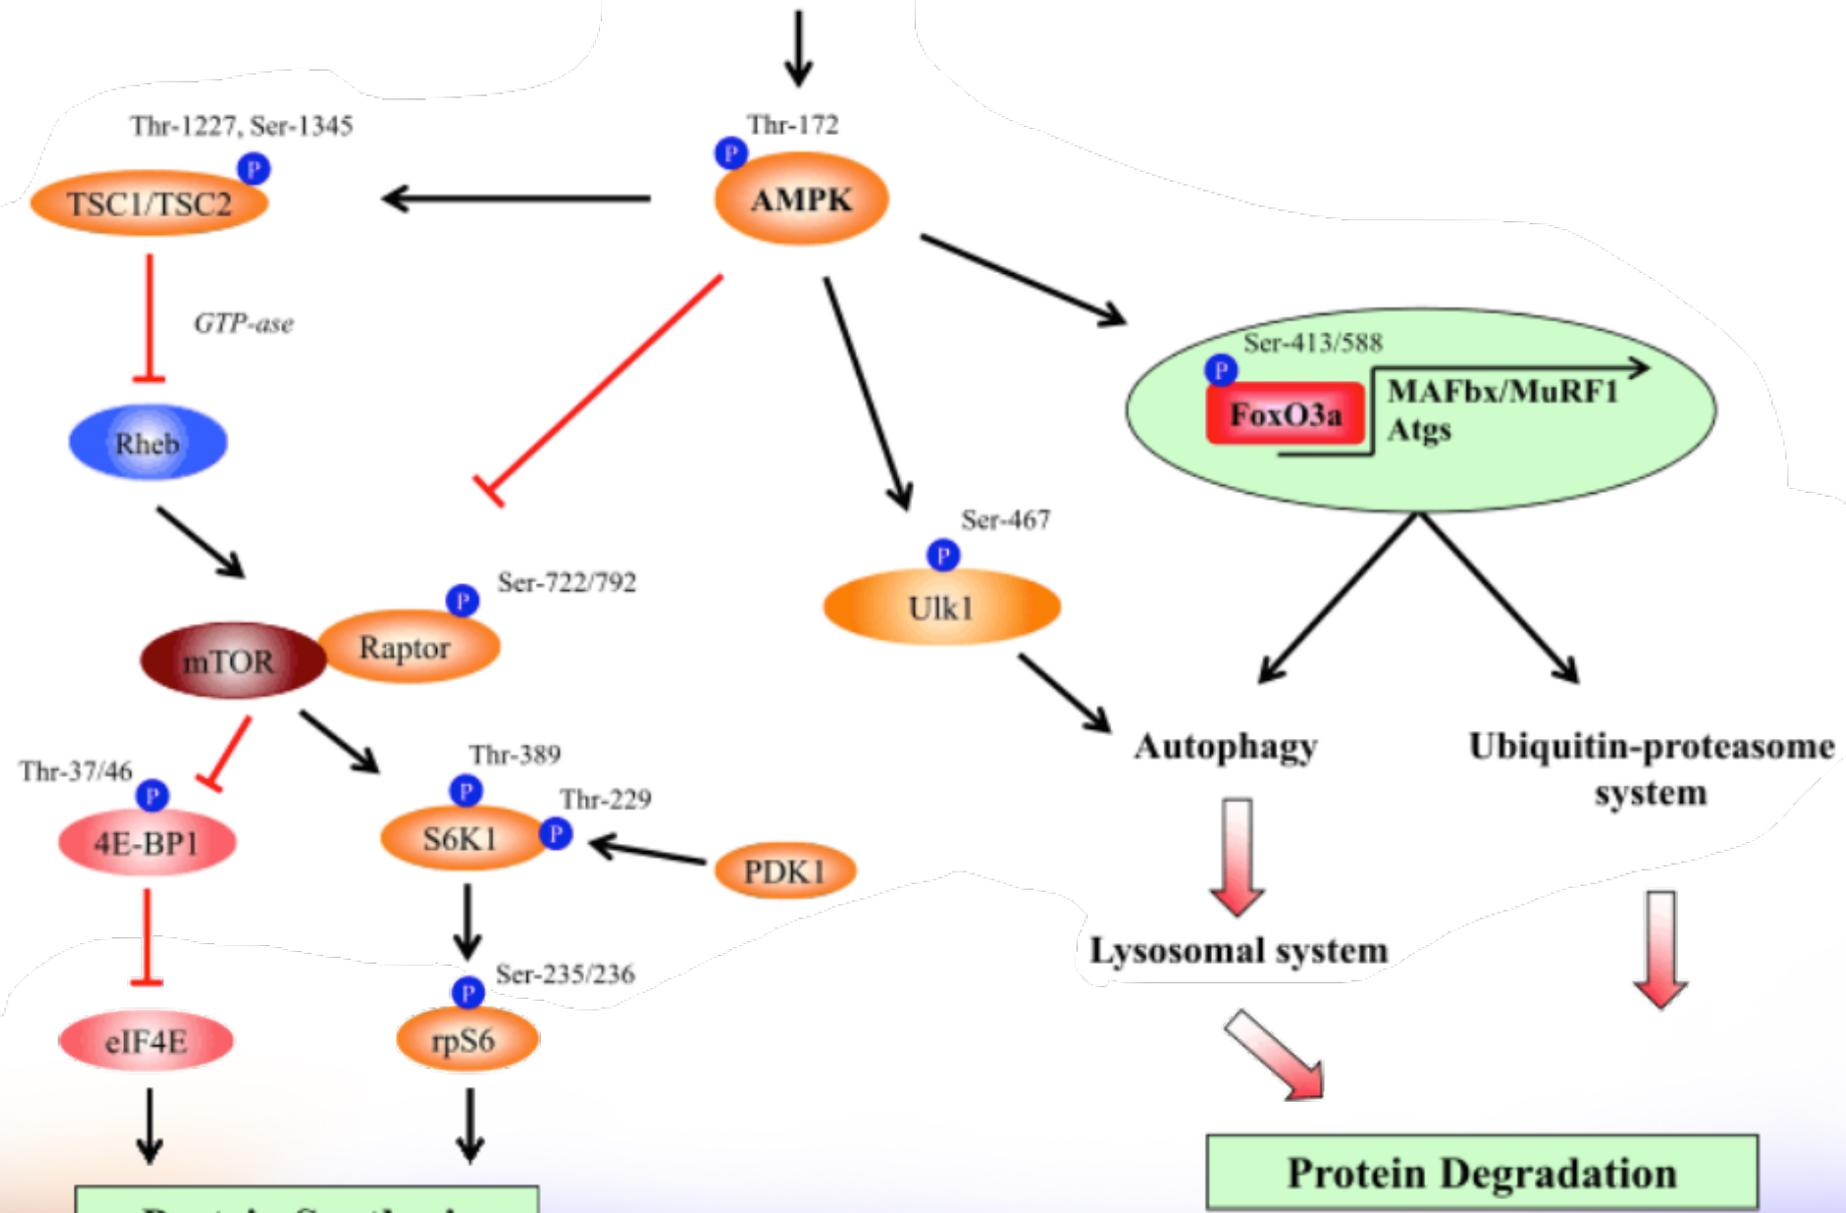 Thr-1227, Ser-1345
P
TSC1/TSC2
Thr-172
P
AMPK
GTP-ase
Rheb
Ser-413/588
P
FoxO3a
MAFbx/MuRF1
Atgs
Ser-467
P
Ulk1
Ser-722/792
P
mTOR
Raptor
Thr-37/46
P
4E-BP1
Thr-389
P
Thr-229
P
S6K1
PDK1
Autophagy
Ubiquitin-proteasome
system
Lysosomal system
Ser-235/236
P
eIF4E
rpS6
Protein Degradation